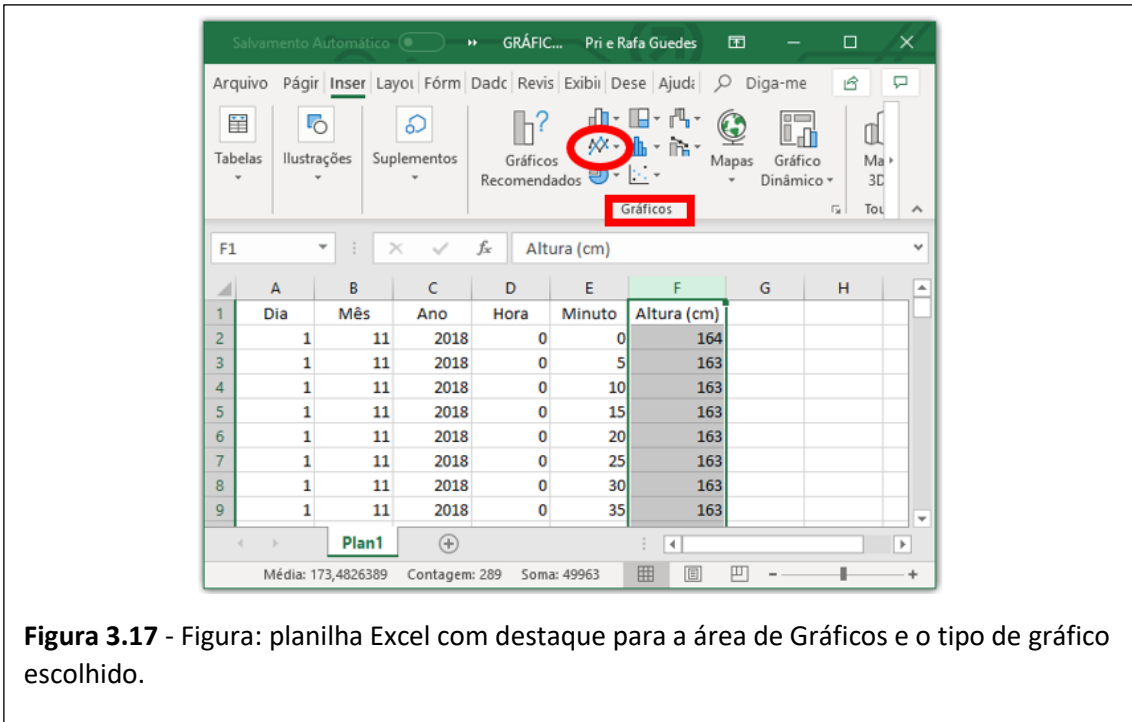 Salvamento Automático GRÁFIC... Pri e Rafa Guedes
Arquivo Págir Inser Layou Fórm Dadc Revis Exibii Dese Ajuda Diga-me
Tabelas Ilustrações Suplementos Gráficos Recomendados Mapas Gráfico Dinâmico Ma 3D
Gráficos Tou
F1 fx Altura (cm)
A B C D E F G H
1 Dia Mês Ano Hora Minuto Altura (cm)
2 1 11 2018 0 0 164
3 1 11 2018 0 5 163
4 1 11 2018 0 10 163
5 1 11 2018 0 15 163
6 1 11 2018 0 20 163
7 1 11 2018 0 25 163
8 1 11 2018 0 30 163
9 1 11 2018 0 35 163
Plan1
Média: 173,4826389 Contagem: 289 Soma: 49963
Figura 3.17 - Figura: planilha Excel com destaque para a área de Gráficos e o tipo de gráfico
escolhido.